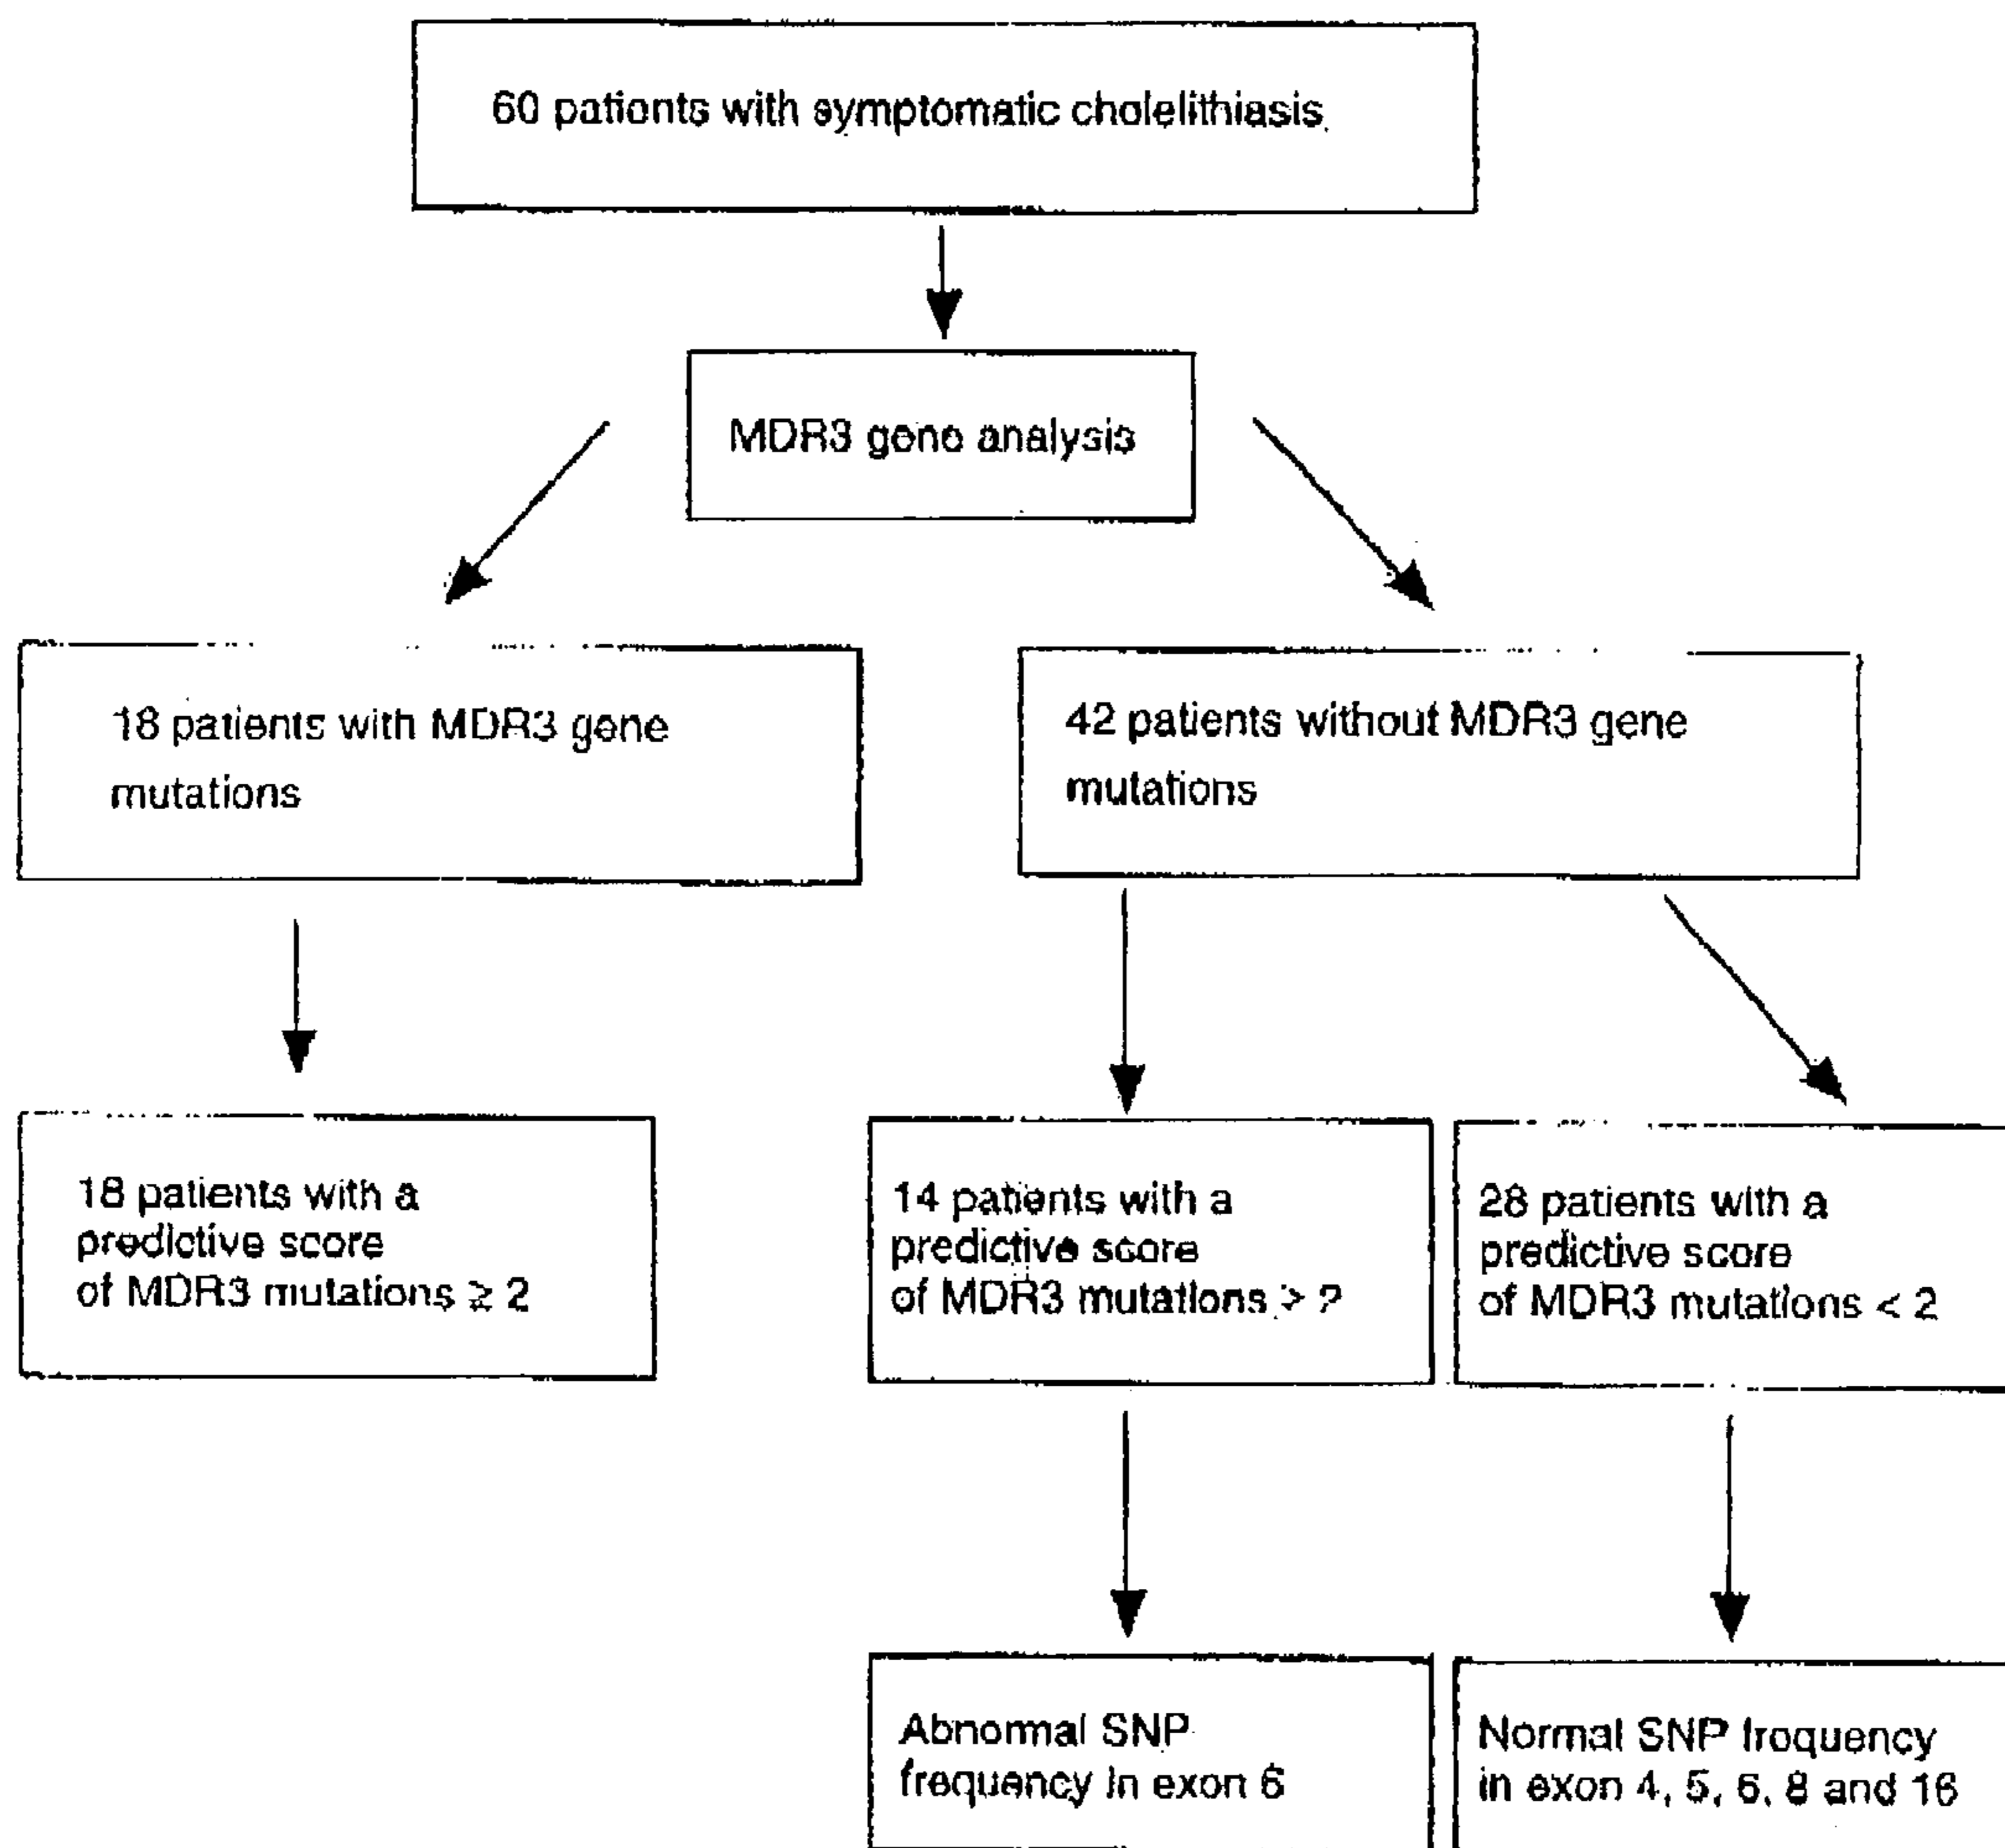 60 patients with symptomatic cholelithiasis
MDR3 gene analysis
18 patients with MDR3 gene
mutations
42 patients without MDR3 gene
mutations
18 patients with a
predictive score
of MDR3 mutations ≥ 2
14 patients with a
predictive score
of MDR3 mutations
28 patients with a
predictive score
of MDR3 mutations < 2
Abnormal SNP
frequency in exon 6
Normal SNP frequency
in exon 4, 5, 6, 8 and 16